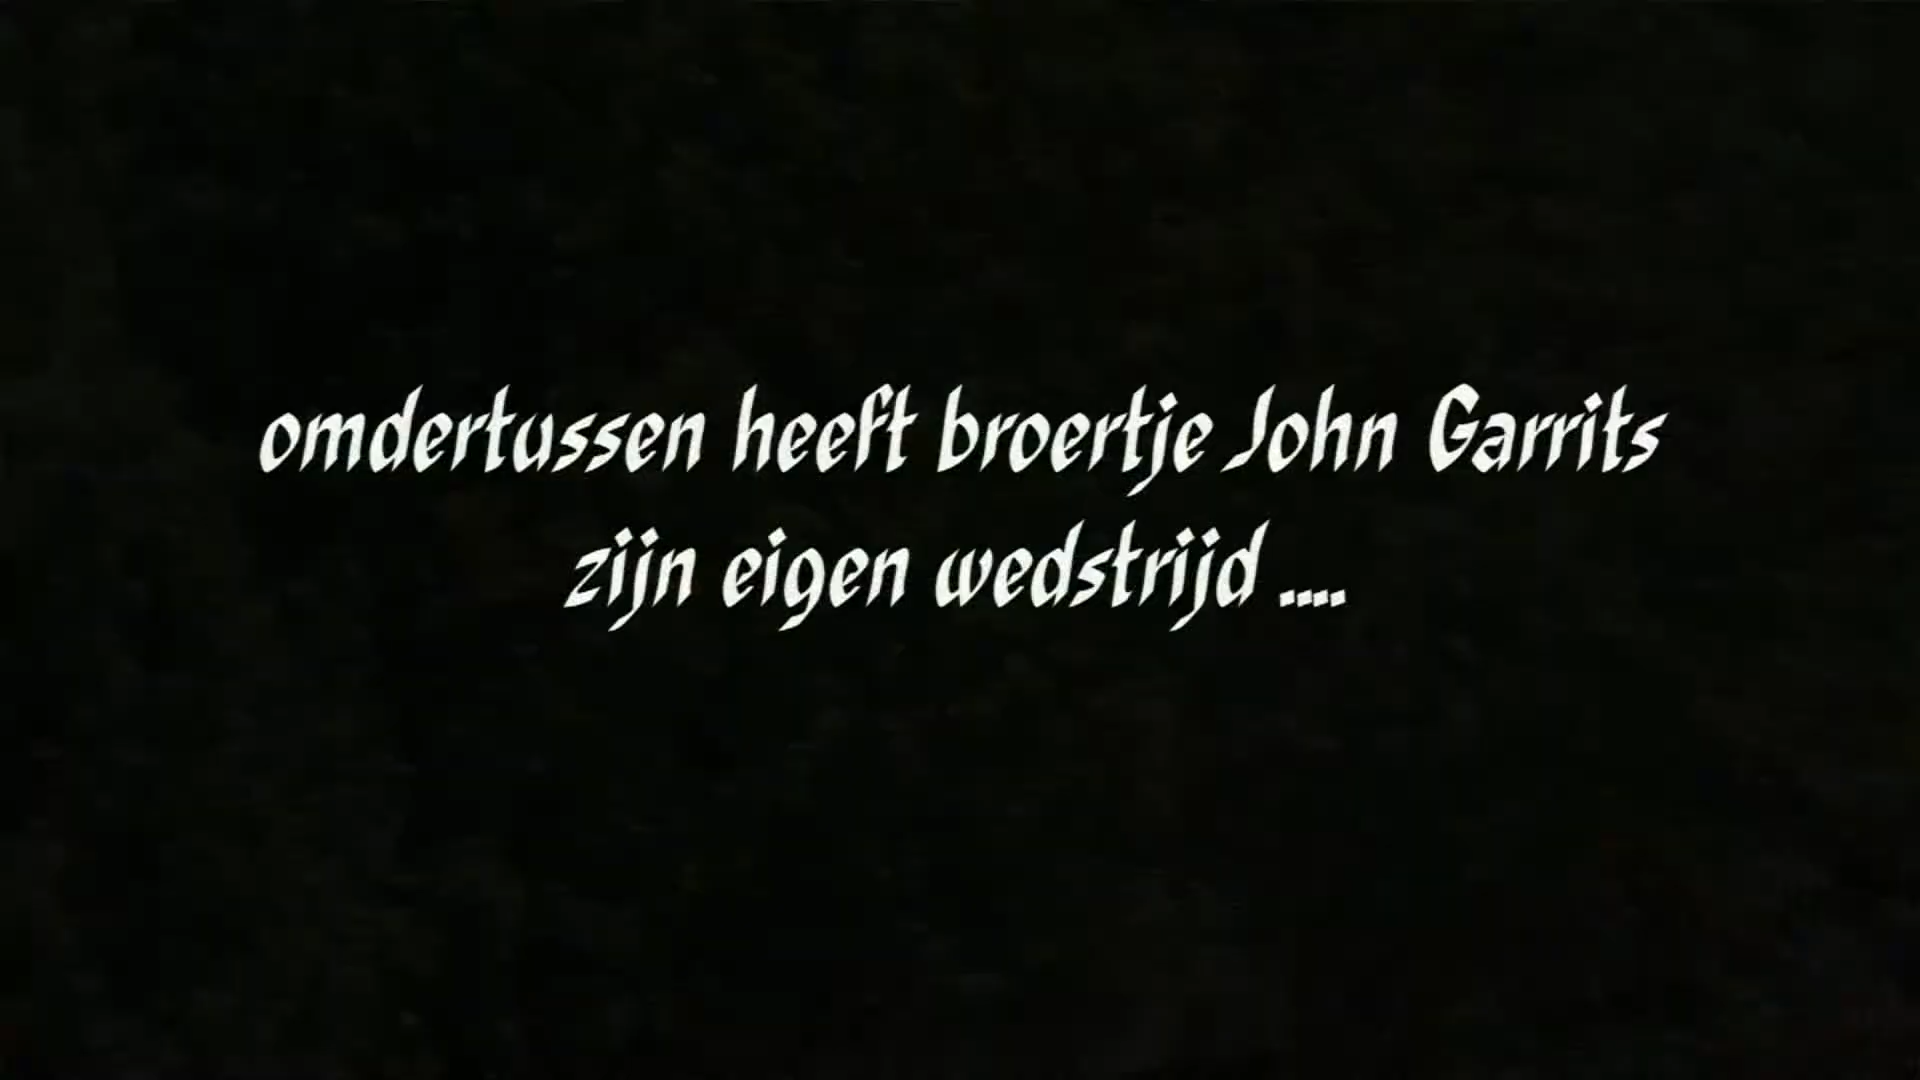 omdertussen heeft broertje John Garrits
zijn eigen wedstrijd ....